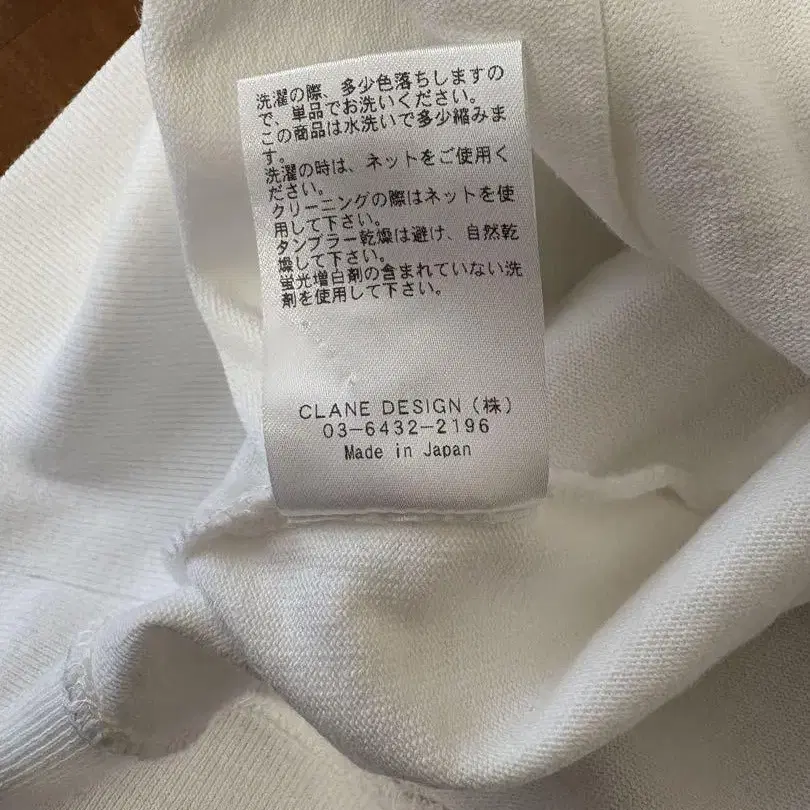 洗濯の際、多少色落ちしますの
で、単品でお洗いください。
この商品は水洗いで多少縮みま
す。
洗濯の時は、ネットをご使用く
ださい。
クリーニングの際はネットを使
用して下さい。
タンブラー乾燥は避け、自然乾
燥して下さい。
蛍光増白剤の含まれていない洗
剤を使用して下さい。
CLANE DESIGN（株）
03-6432-2196
Made in Japan